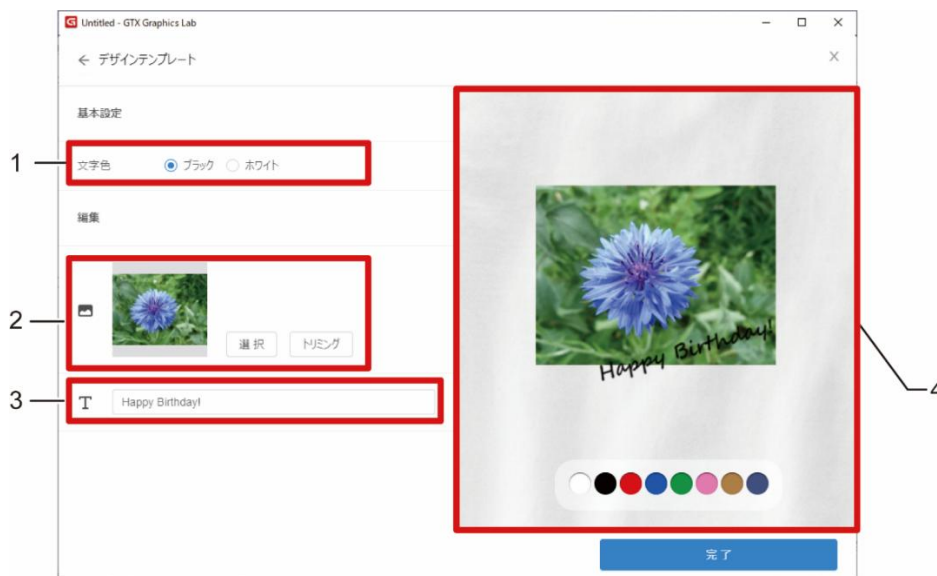 Untitled - GTX Graphics Lab
← デザインテンプレート
基本設定
1
文字色 ブラック ホワイト
編集
2
選択 トリミング
3
T Happy Birthday!
Happy Birthday!
4
完了